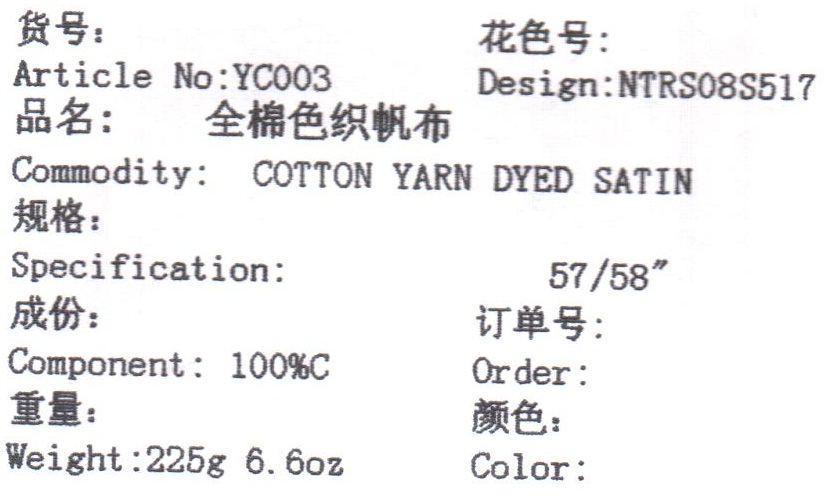 货号： 花色号:
Article No:YC003 Design:NTRS08S517
品名： 全棉色织帆布
Commodity: COTTON YARN DYED SATIN
规格：
Specification: 57/58"
成份： 订单号:
Component: 100%C Order:
重量： 颜色：
Weight:225g 6.6oz Color: